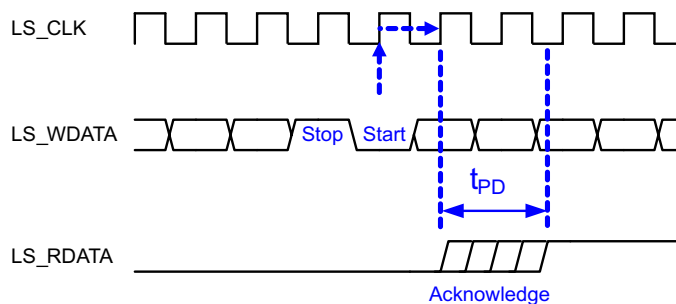 LS_CLK
LS_WDATA
Stop
Start
tPD
LS_RDATA
Acknowledge